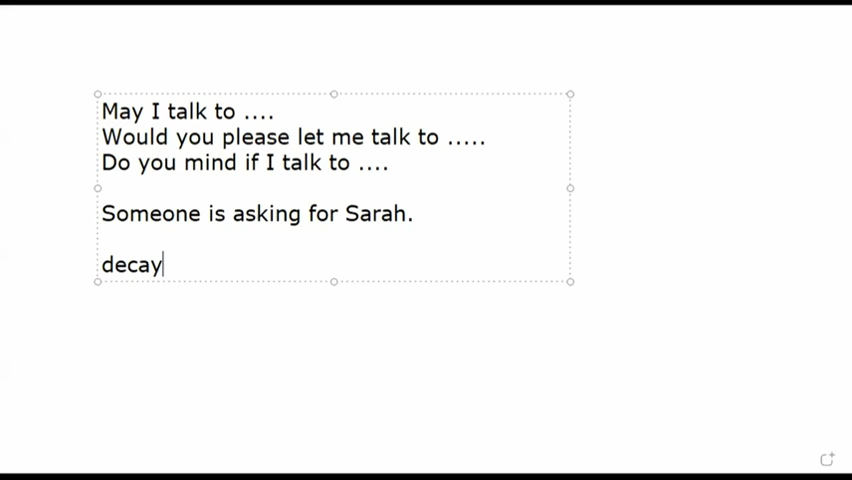 May I talk to ....
Would you please let me talk to .....
Do you mind if I talk to ....
Someone is asking for Sarah.
decay